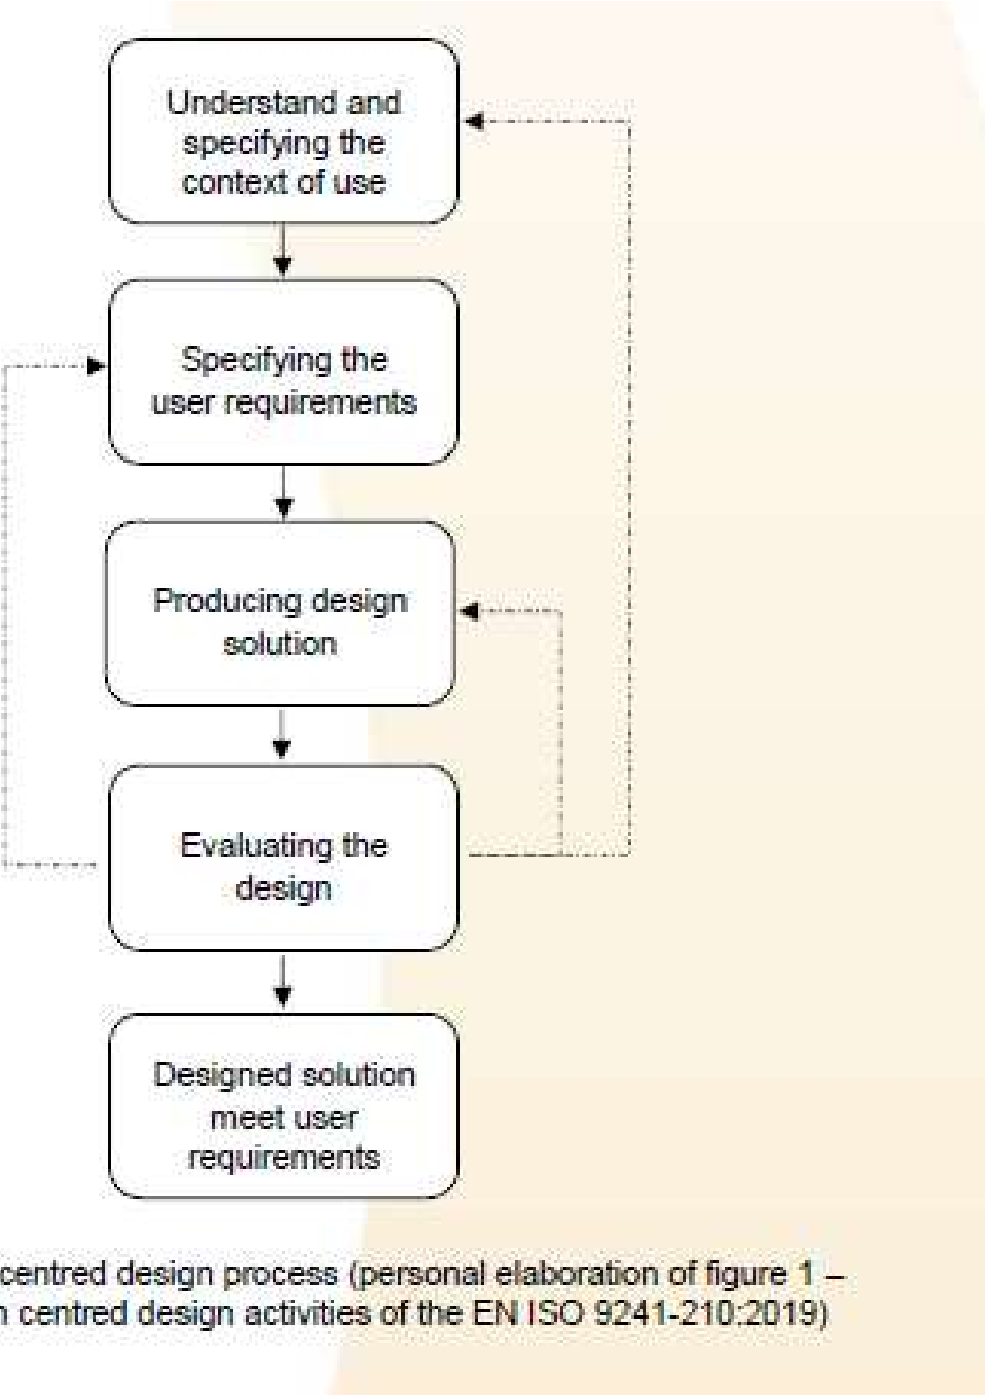 Understand and
specifying the
context of use
Specifying the
user requirements
Producing design
solution
Evaluating the
design
Designed solution
meet user
requirements
centred design process (personal elaboration of figure 1 –
centred design activities of the EN ISO 9241-210:2019)